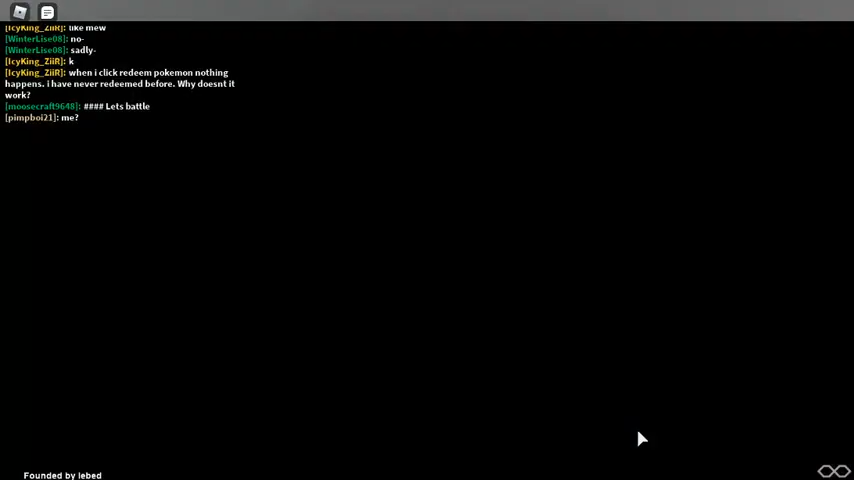 [IcyKing_ZiiR]: like mew
[WinterLise08]: no-
[WinterLise08]: sadly-
[IcyKing_ZiiR]: k
[IcyKing_ZiiR]: when i click redeem pokemon nothing
happens. i have never redeemed before. Why doesnt it
work?
[moosecraft9648]: #### Lets battle
[pimpboi21]: me?
Founded by lebed